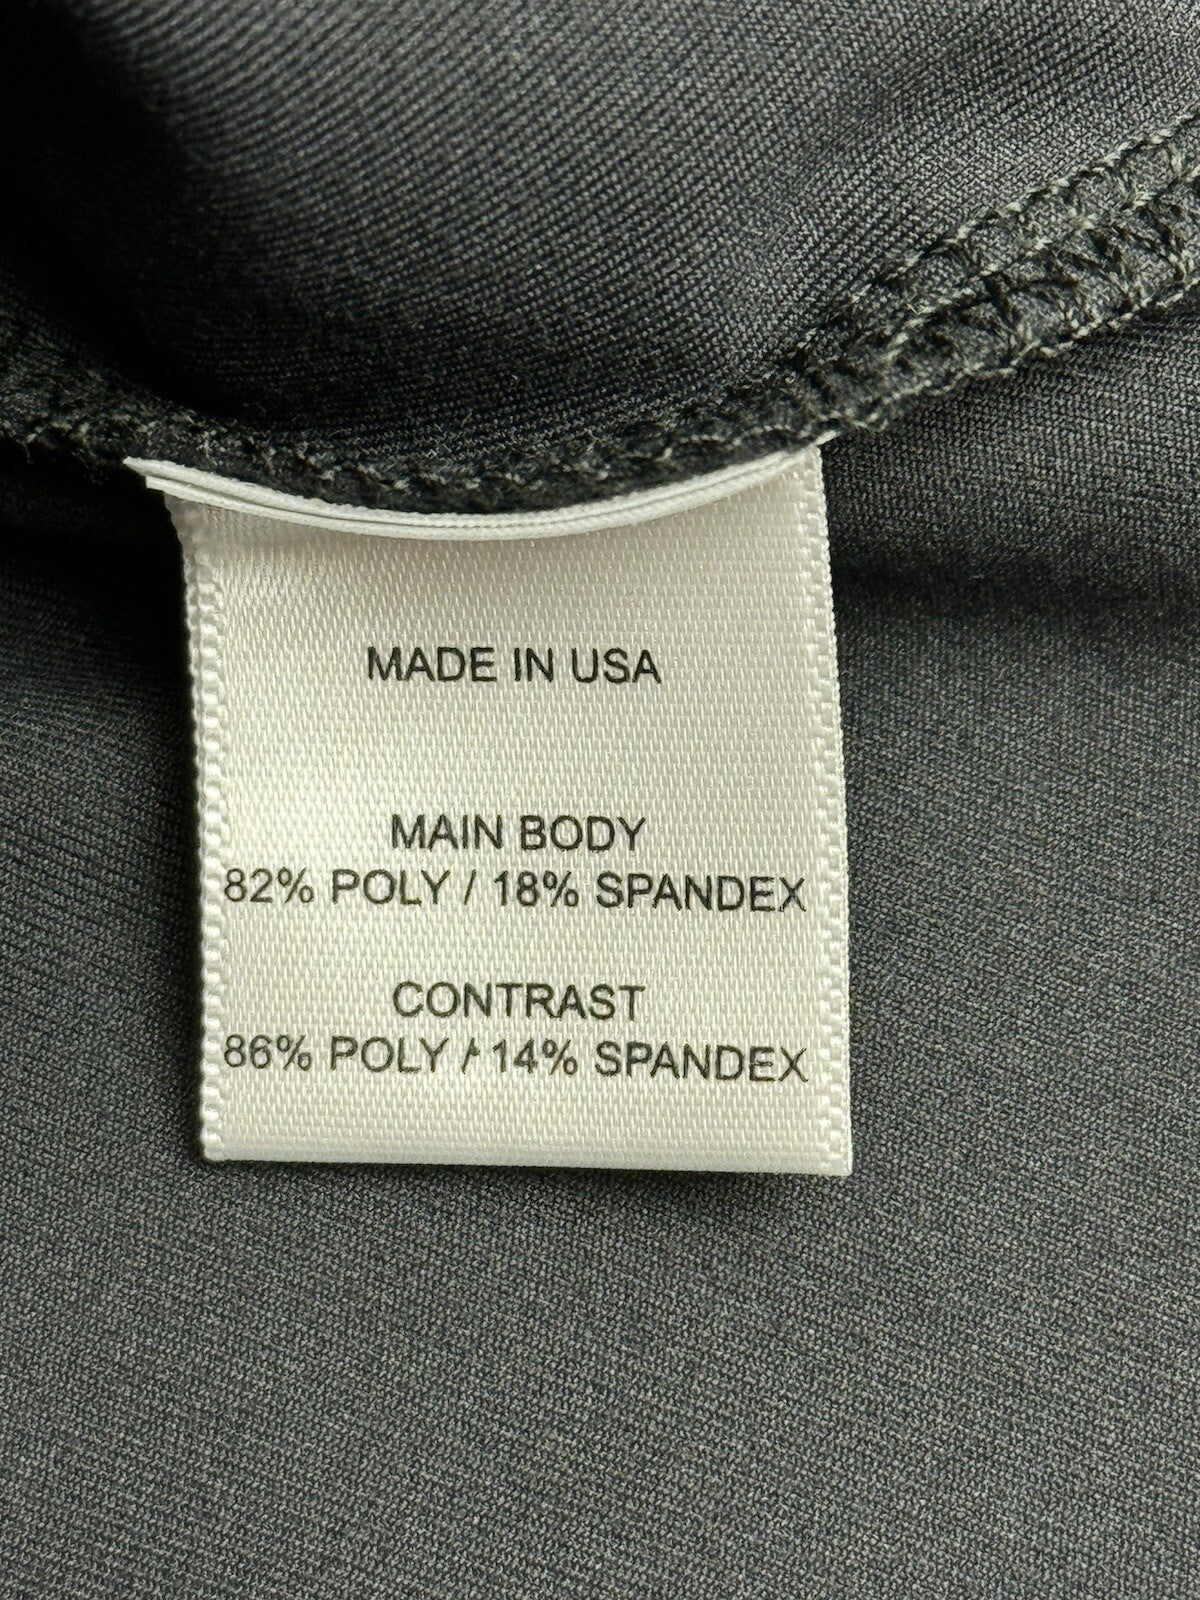 MADE IN USA
MAIN BODY
82% POLY / 18% SPANDEX
CONTRAST
86% POLY / 14% SPANDEX